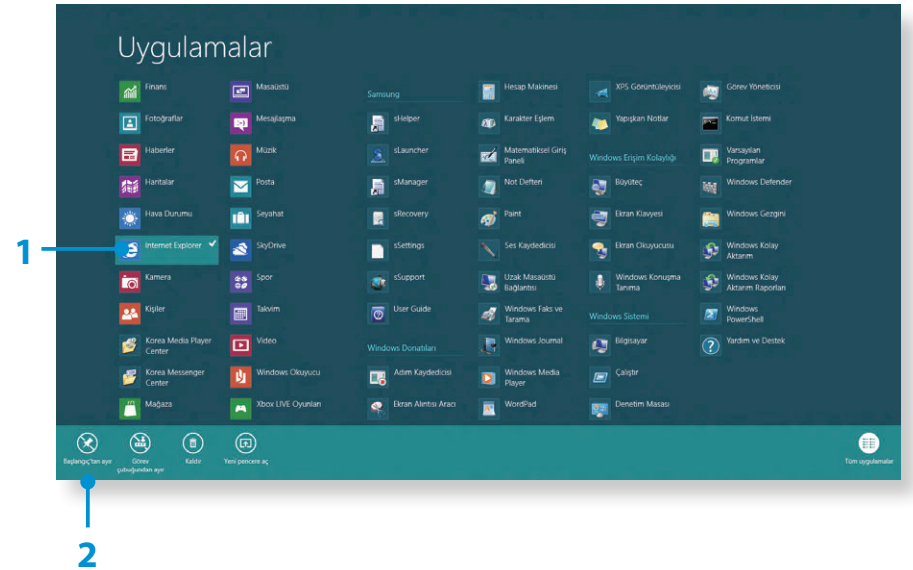 Uygulamalar
Finans
Fotoğraflar
Haberler
Haritalar
Hava Durumu
Internet Explorer
Kamera
Kişiler
Korea Media Player
Center
Korea Messenger
Center
Mağaza
Masaüstü
Mesajlaşma
Müzik
Posta
Seyahat
SkyDrive
Spor
Takvim
Video
Windows Okuyucu
Xbox LIVE Oyunları
Samsung
sHelper
sLauncher
sManager
sRecovery
sSettings
sSupport
User Guide
Windows Donatıları
Adım Kaydedicisi
Ekran Alıntısı Aracı
Hesap Makinesi
Karakter Eşlem
Matematiksel Giriş
Paneli
Not Defteri
Paint
Ses Kaydedicisi
Uzak Masaüstü
Bağlantısı
Windows Faks ve
Tarama
Windows Journal
Windows Media
Player
WordPad
XPS Görüntüleyicisi
Yapışkan Notlar
Windows Erişim Kolaylığı
Büyüteç
Ekran Klavyesi
Ekran Okuyucusu
Windows Konuşma
Tanıma
Windows Sistemi
Bilgisayar
Çalıştır
Denetim Masası
Görev Yöneticisi
Komut İstemi
Varsayılan
Programlar
Windows Defender
Windows Gezgini
Windows Kolay
Aktarım
Windows Kolay
Aktarım Raporları
Windows
PowerShell
Yardım ve Destek
1
Başlangıç'tan ayır
Görev
çubuğundan ayır
Kaldır
Yeni pencere aç
Tüm uygulamalar
2